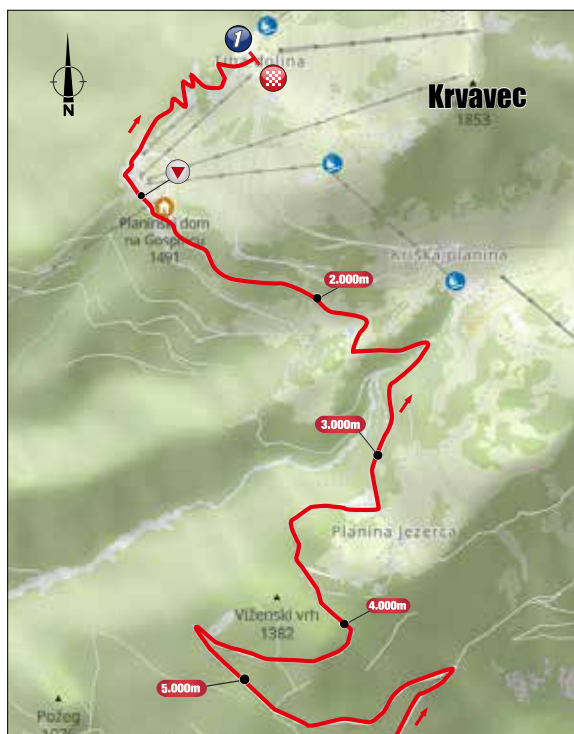 1
Krvavec
1853
N
Planinski dom
na Gospincu
1491
Kriška planina
2.000m
3.000m
Planina Jezerca
Viženski vrh
1382
4.000m
5.000m
Požeg